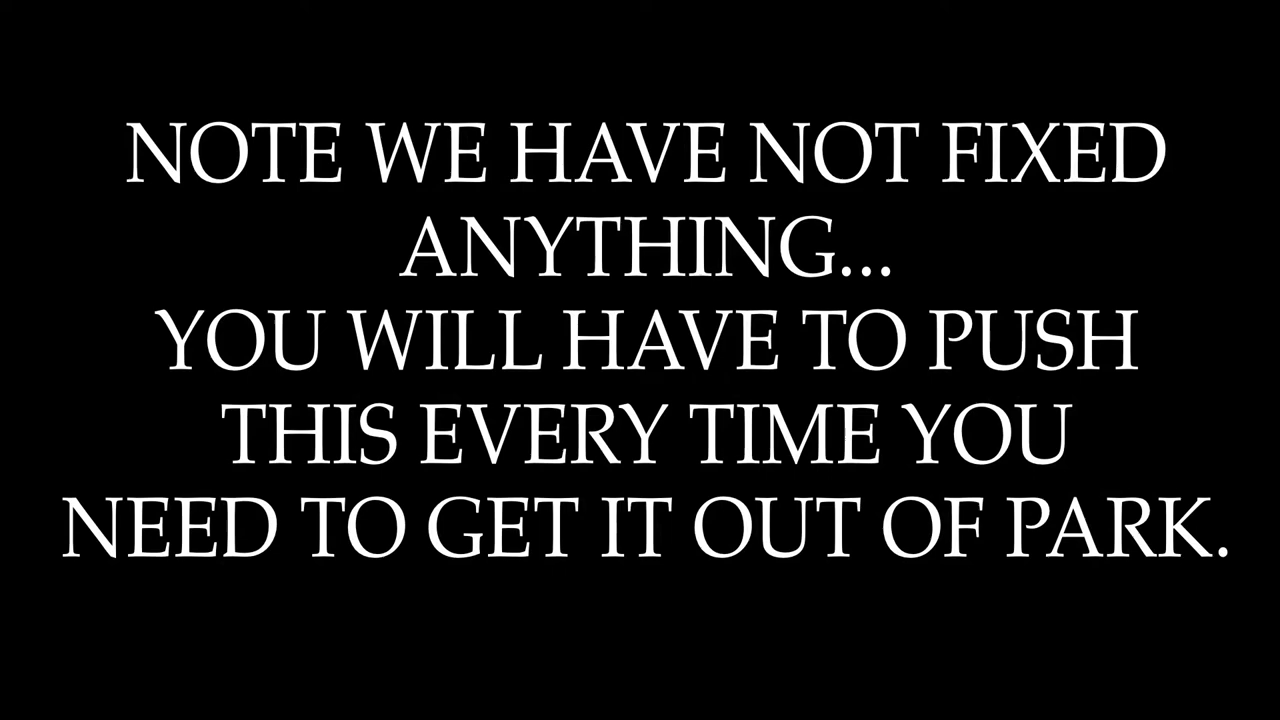 NOTE WE HAVE NOT FIXED
ANYTHING...
YOU WILL HAVE TO PUSH
THIS EVERY TIME YOU
NEED TO GET IT OUT OF PARK.